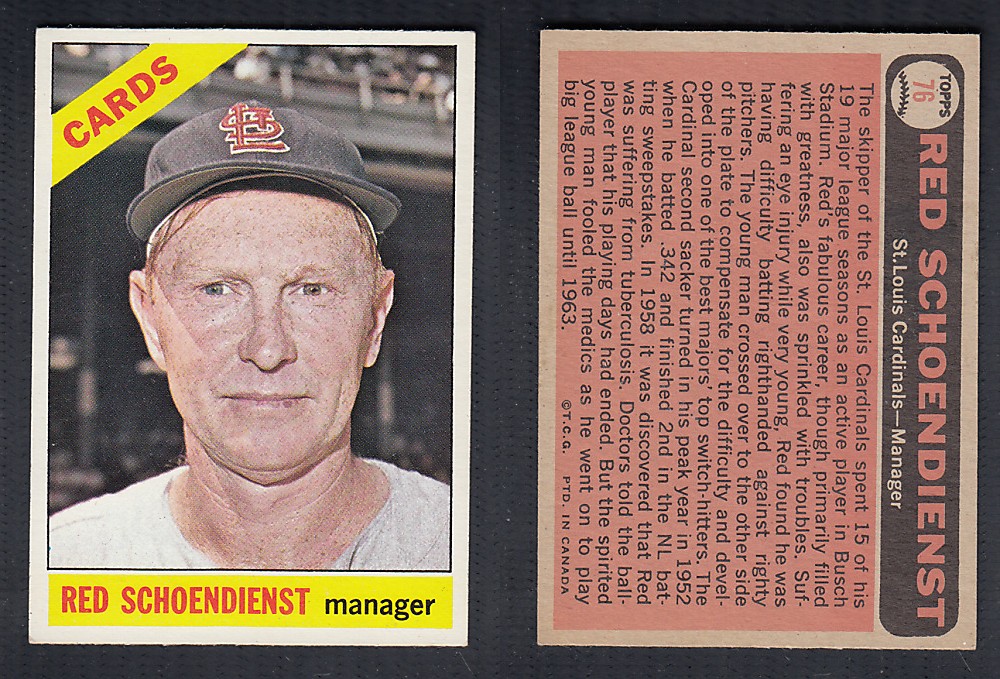 CARDS
STL
RED SCHOENDIENST manager
TOPPS
76
RED SCHOENDIENST
St. Louis Cardinals—Manager
The skipper of the St. Louis Cardinals spent 15 of his
19 major league seasons as an active player in Busch
Stadium. Red's fabulous career, though primarily filled
with greatness, also was sprinkled with troubles. Suf-
fering an eye injury while very young, Red found he was
having difficulty batting righthanded against righty
pitchers. The young man crossed over to the other side
of the plate to compensate for the difficulty and devel-
oped into one of the best majors' top switch-hitters. The
Cardinal second sacker turned in his peak year in 1952
when he batted .342 and finished 2nd in the NL bat-
ting sweepstakes. In 1958 it was discovered that Red
was suffering from tuberculosis. Doctors told the ball-
player that his playing days had ended. But the spirited
young man fooled the medics as he went on to play
big league ball until 1963.
©T.C.G. PTD. IN CANADA